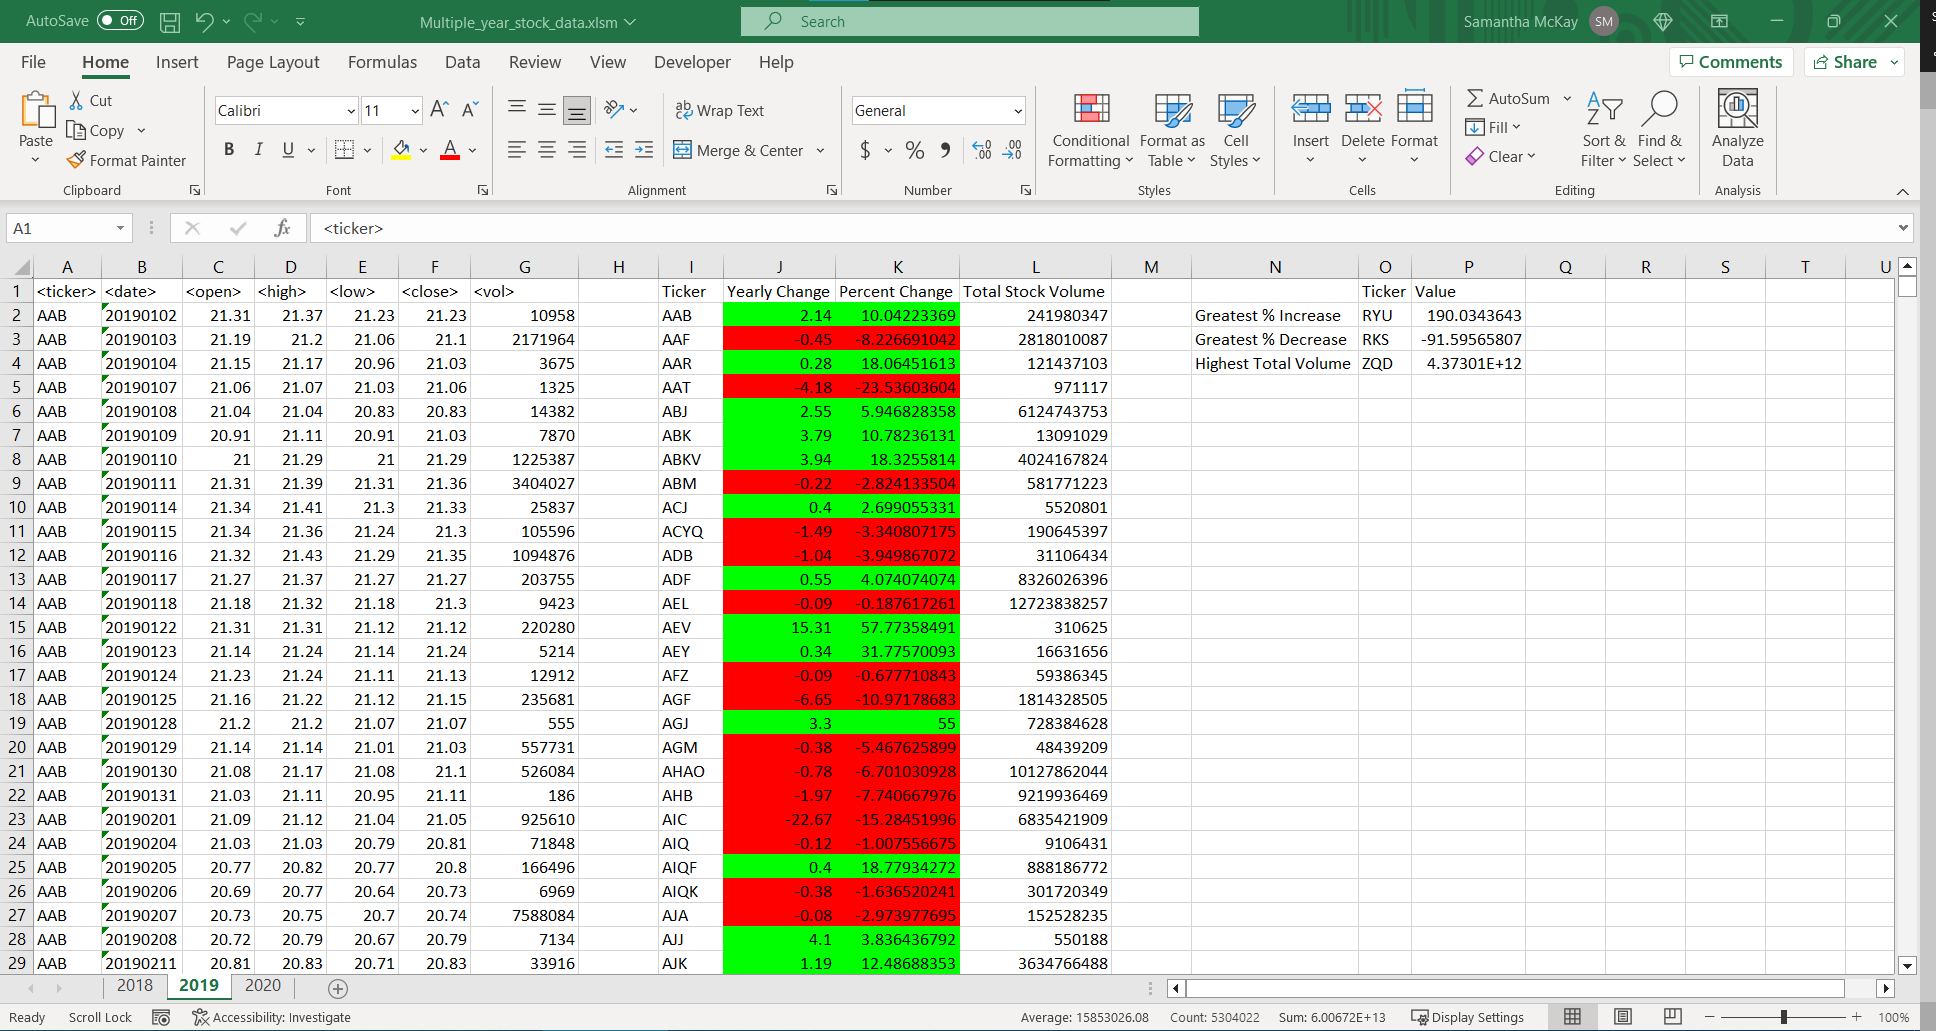 AutoSave Off Multiple_year_stock_data.xlsm Search Samantha McKay SM
File Home Insert Page Layout Formulas Data Review View Developer Help Comments Share
Paste Cut Copy Format Painter
Calibri 11
B I U A
Wrap Text
Merge & Center
General
$ % ,
Conditional Formatting Format as Table Cell Styles
Insert Delete Format
AutoSum Fill Clear
Sort & Filter Find & Select
Analyze Data
Clipboard Font Alignment Number Styles Cells Editing Analysis
A1 fx <ticker>
A B C D E F G H I J K L M N O P Q R S T U
1 <ticker> <date> <open> <high> <low> <close> <vol> Ticker Yearly Change Percent Change Total Stock Volume Ticker Value
2 AAB 20190102 21.31 21.37 21.23 21.23 10958 AAB 2.14 10.04223369 241980347 Greatest % Increase RYU 190.0343643
3 AAB 20190103 21.19 21.2 21.06 21.1 2171964 AAF -0.45 -8.226691042 2818010087 Greatest % Decrease RKS -91.59565807
4 AAB 20190104 21.15 21.17 20.96 21.03 3675 AAR 0.28 18.06451613 121437103 Highest Total Volume ZQD 4.37301E+12
5 AAB 20190107 21.06 21.07 21.03 21.06 1325 AAT -4.18 -23.53603604 971117
6 AAB 20190108 21.04 21.04 20.83 20.83 14382 ABJ 2.55 5.946828358 6124743753
7 AAB 20190109 20.91 21.11 20.91 21.03 7870 ABK 3.79 10.78236131 13091029
8 AAB 20190110 21 21.29 21 21.29 1225387 ABKV 3.94 18.3255814 4024167824
9 AAB 20190111 21.31 21.39 21.31 21.36 3404027 ABM -0.22 -2.824133504 581771223
10 AAB 20190114 21.34 21.41 21.3 21.33 25837 ACJ 0.4 2.699055331 5520801
11 AAB 20190115 21.34 21.36 21.24 21.3 105596 ACYQ -1.49 -3.340807175 190645397
12 AAB 20190116 21.32 21.43 21.29 21.35 1094876 ADB -1.04 -3.949867072 31106434
13 AAB 20190117 21.27 21.37 21.27 21.27 203755 ADF 0.55 4.074074074 8326026396
14 AAB 20190118 21.18 21.32 21.18 21.3 9423 AEL -0.09 -0.187617261 12723838257
15 AAB 20190122 21.31 21.31 21.12 21.12 220280 AEV 15.31 57.77358491 310625
16 AAB 20190123 21.14 21.24 21.14 21.24 5214 AEY 0.34 31.77570093 16631656
17 AAB 20190124 21.23 21.24 21.11 21.13 12912 AFZ -0.09 -0.677710843 59386345
18 AAB 20190125 21.16 21.22 21.12 21.15 235681 AGF -6.65 -10.97178683 1814328505
19 AAB 20190128 21.2 21.2 21.07 21.07 555 AGJ 3.3 55 728384628
20 AAB 20190129 21.14 21.14 21.01 21.03 557731 AGM -0.38 -5.467625899 48439209
21 AAB 20190130 21.08 21.17 21.08 21.1 526084 AHAO -0.78 -6.701030928 10127862044
22 AAB 20190131 21.03 21.11 20.95 21.11 186 AHB -1.97 -7.740667976 9219936469
23 AAB 20190201 21.09 21.12 21.04 21.05 925610 AIC -22.67 -15.28451996 6835421909
24 AAB 20190204 21.03 21.03 20.79 20.81 71848 AIQ -0.12 -1.007556675 9106431
25 AAB 20190205 20.77 20.82 20.77 20.8 166496 AIQF 0.4 18.77934272 888186772
26 AAB 20190206 20.69 20.77 20.64 20.73 6969 AIQK -0.38 -1.636520241 301720349
27 AAB 20190207 20.73 20.75 20.7 20.74 7588084 AJA -0.08 -2.973977695 152528235
28 AAB 20190208 20.72 20.79 20.67 20.79 7134 AJJ 4.1 3.836436792 550188
29 AAB 20190211 20.81 20.83 20.71 20.83 33916 AJK 1.19 12.48688353 3634766488
2018 2019 2020
Ready Scroll Lock Accessibility: Investigate Average: 15853026.08 Count: 5304022 Sum: 6.00672E+13 Display Settings 100%